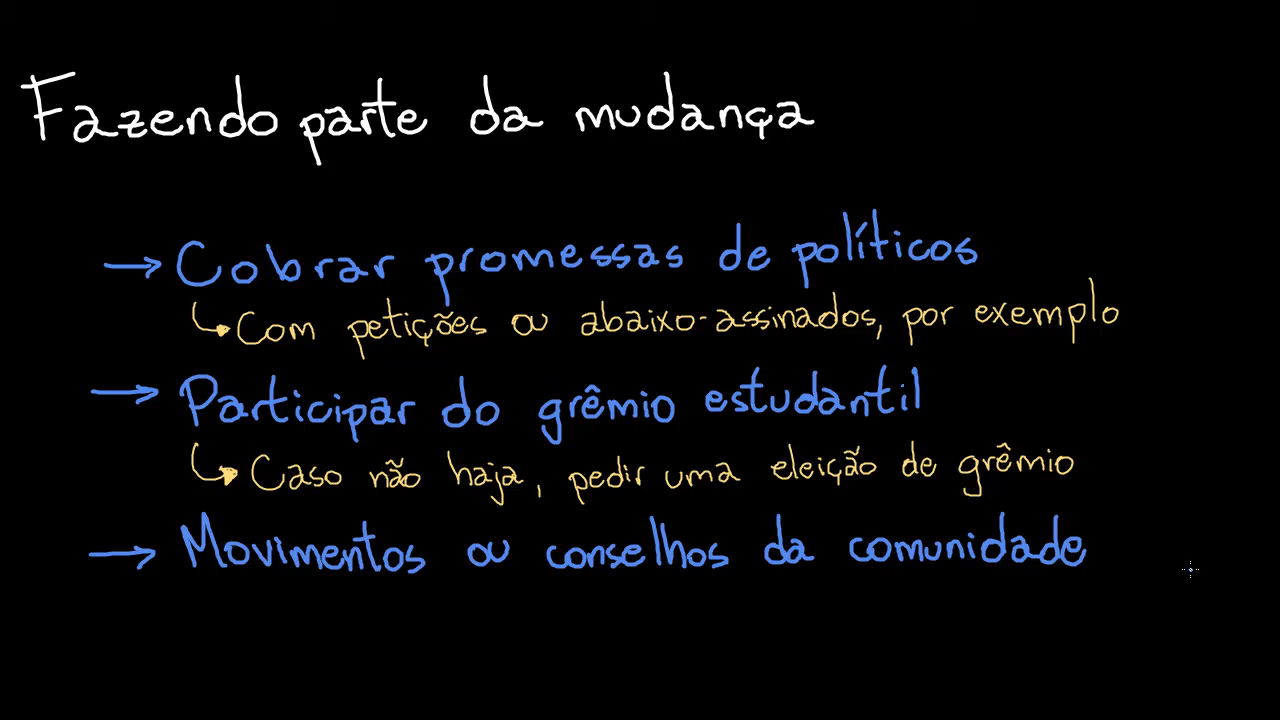 Fazendo parte da mudança
→ Cobrar promessas de políticos
↳ Com petições ou abaixo-assinados, por exemplo
→ Participar do grêmio estudantil
↳ Caso não haja, pedir uma eleição de grêmio
→ Movimentos ou conselhos da comunidade